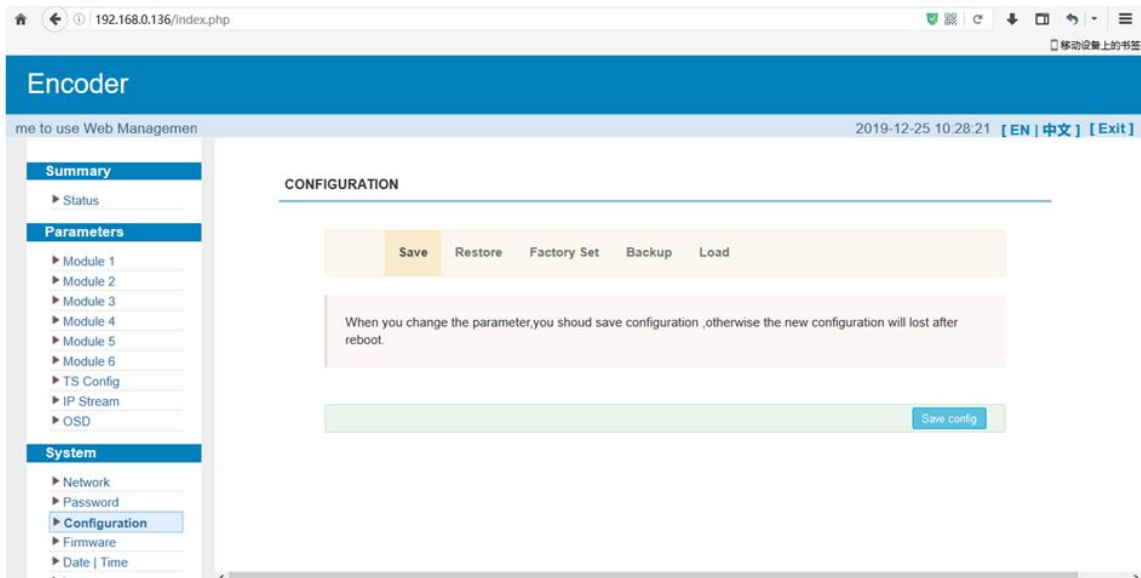 192.168.0.136/index.php
移动设备上的书签
Encoder
me to use Web Managemen
2019-12-25 10:28:21 [ EN | 中文 ] [ Exit ]
Summary
Status
Parameters
Module 1
Module 2
Module 3
Module 4
Module 5
Module 6
TS Config
IP Stream
OSD
System
Network
Password
Configuration
Firmware
Date | Time
CONFIGURATION
Save Restore Factory Set Backup Load
When you change the parameter,you shoud save configuration ,otherwise the new configuration will lost after
reboot.
Save config